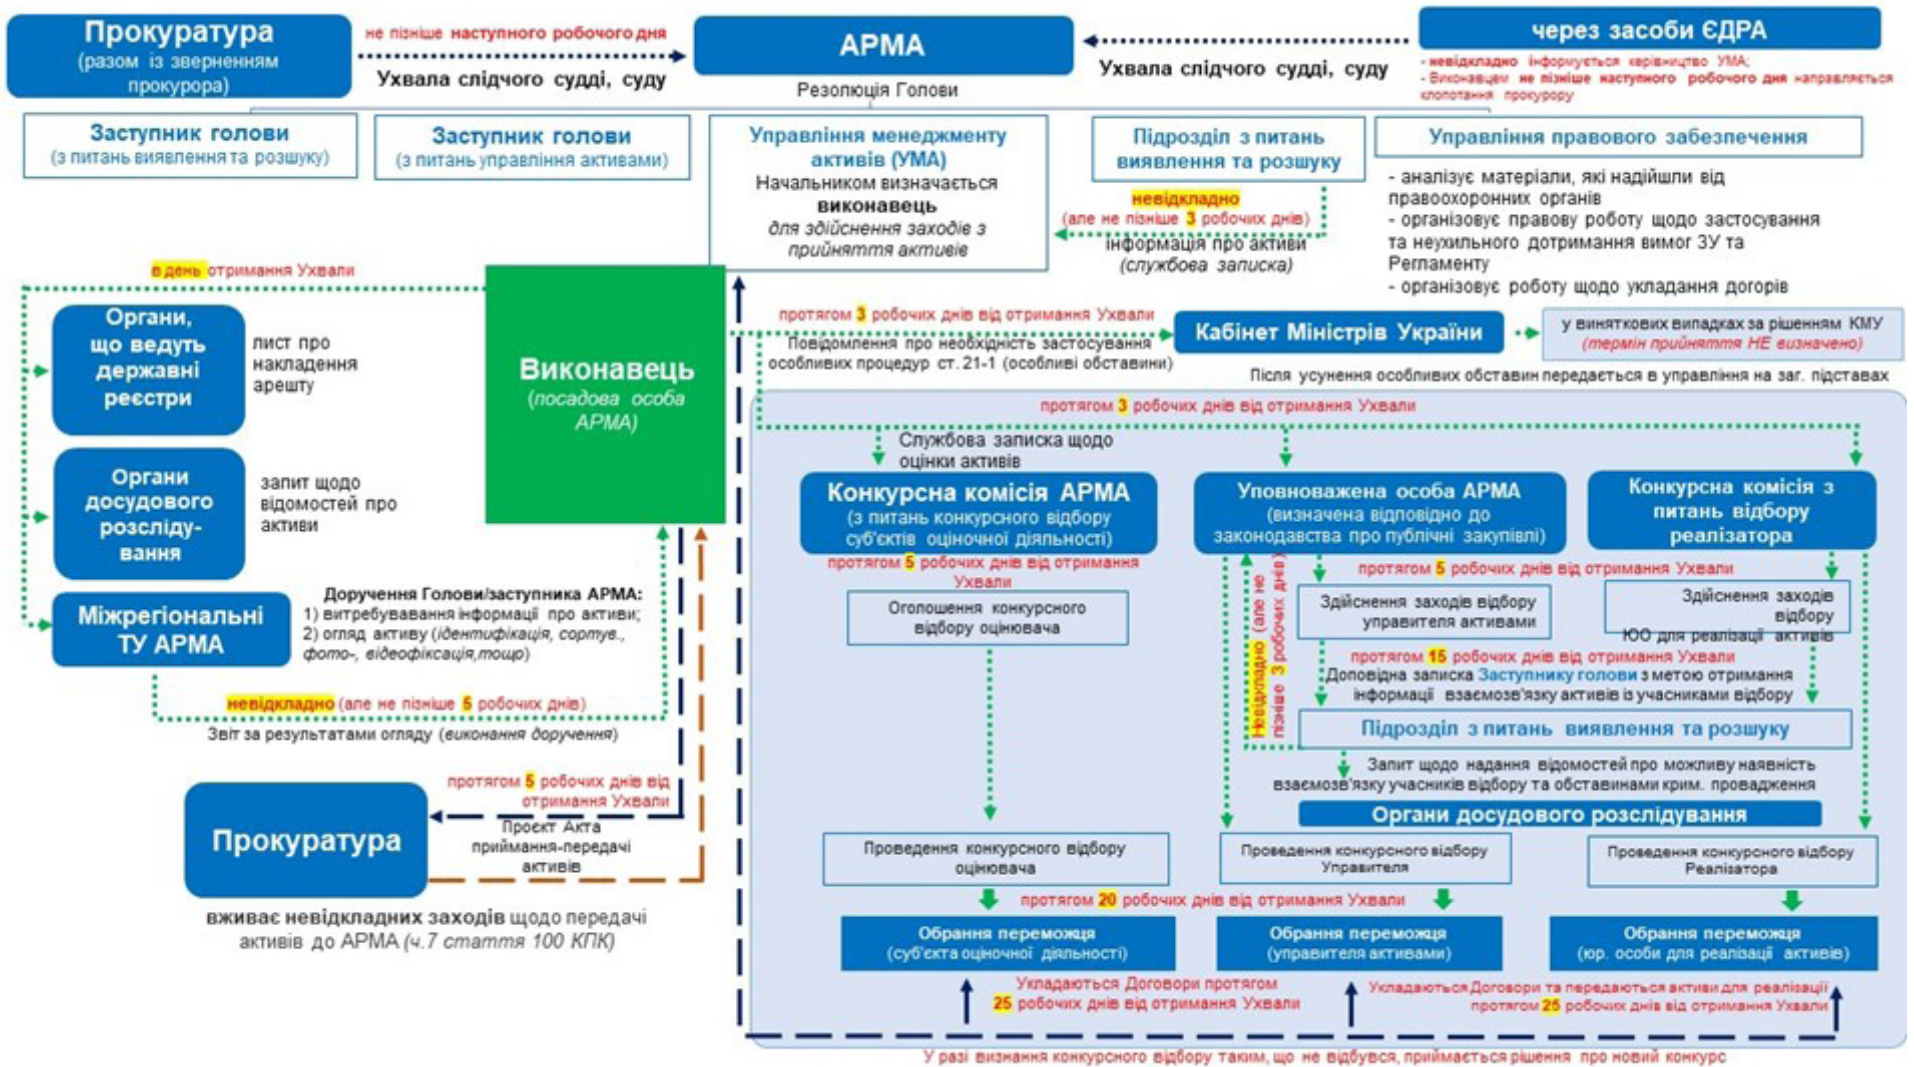 Прокуратура
(разом із зверненням
прокурора)
не пізніше наступного робочого дня
Ухвала слідчого судді, суду
АРМА
Резолюція Голови
Ухвала слідчого судді, суду
через засоби ЄДРА
- невідкладно інформується керівництво УМА;
- Виконавцем не пізніше наступного робочого дня направляється
клопотання прокурору
Заступник голови
(з питань виявлення та розшуку)
Заступник голови
(з питань управління активами)
Управління менеджменту
активів (УМА)
Начальником визначається
виконавець
для здійснення заходів з
прийняття активів
Підрозділ з питань
виявлення та розшуку
невідкладно
(але не пізніше 3 робочих днів)
інформація про активи
(службова записка)
Управління правового забезпечення
- аналізує матеріали, які надійшли від
правоохоронних органів
- організовує правову роботу щодо застосування
та неухильного дотримання вимог ЗУ та
Регламенту
- організовує роботу щодо укладання догорів
в день отримання Ухвали
Органи,
що ведуть
державні
реєстри
лист про
накладення
арешту
Органи
досудового
розсліду-
вання
запит щодо
відомостей про
активи
Міжрегіональні
ТУ АРМА
Доручення Голови/заступника АРМА:
1) витребувавання інформації про активи;
2) огляд активу (ідентифікація, сортув.,
фото-, відеофіксація,тощо)
невідкладно (але не пізніше 5 робочих днів)
Звіт за результатами огляду (виконання доручення)
Виконавець
(посадова особа
АРМА)
протягом 3 робочих днів від отримання Ухвали
Повідомлення про необхідність застосування
особливих процедур ст. 21-1 (особливі обставини)
Кабінет Міністрів України
у виняткових випадках за рішенням КМУ
(термін прийняття НЕ визначено)
Після усунення особливих обставин передається в управління на заг. підставах
протягом 3 робочих днів від отримання Ухвали
Службова записка щодо
оцінки активів
Конкурсна комісія АРМА
(з питань конкурсного відбору
суб'єктів оціночної діяльності)
протягом 5 робочих днів від отримання
Ухвали
Оголошення конкурсного
відбору оцінювача
Уповноважена особа АРМА
(визначена відповідно до
законодавства про публічні закупівлі)
Конкурсна комісія з
питань відбору
реалізатора
протягом 5 робочих днів від отримання Ухвали
Невідкладно (але не
пізніше 3 робочих днів)
Здійснення заходів відбору
управителя активами
Здійснення заходів
відбору
ЮО для реалізації активів
протягом 15 робочих днів від отримання Ухвали
Доповідна записка Заступнику голови з метою отримання
інформації взаємозв'язку активів із учасниками відбору
Підрозділ з питань виявлення та розшуку
Запит щодо надання відомостей про можливу наявність
взаємозв'язку учасників відбору та обставинами крим. провадження
Органи досудового розслідування
протягом 5 робочих днів від
отримання Ухвали
Прокуратура
Проєкт Акта
приймання-передачі
активів
вживає невідкладних заходів щодо передачі
активів до АРМА (ч.7 стаття 100 КПК)
Проведення конкурсного відбору
оцінювача
Проведення конкурсного відбору
Управителя
Проведення конкурсного відбору
Реалізатора
протягом 20 робочих днів від отримання Ухвали
Обрання переможця
(суб'єкта оціночної діяльності)
Обрання переможця
(управителя активами)
Обрання переможця
(юр. особи для реалізації активів)
Укладаються Договори протягом
25 робочих днів від отримання Ухвали
Укладаються Договори та передаються активи для реалізації
протягом 25 робочих днів від отримання Ухвали
У разі визнання конкурсного відбору таким, що не відбувся, приймається рішення про новий конкурс